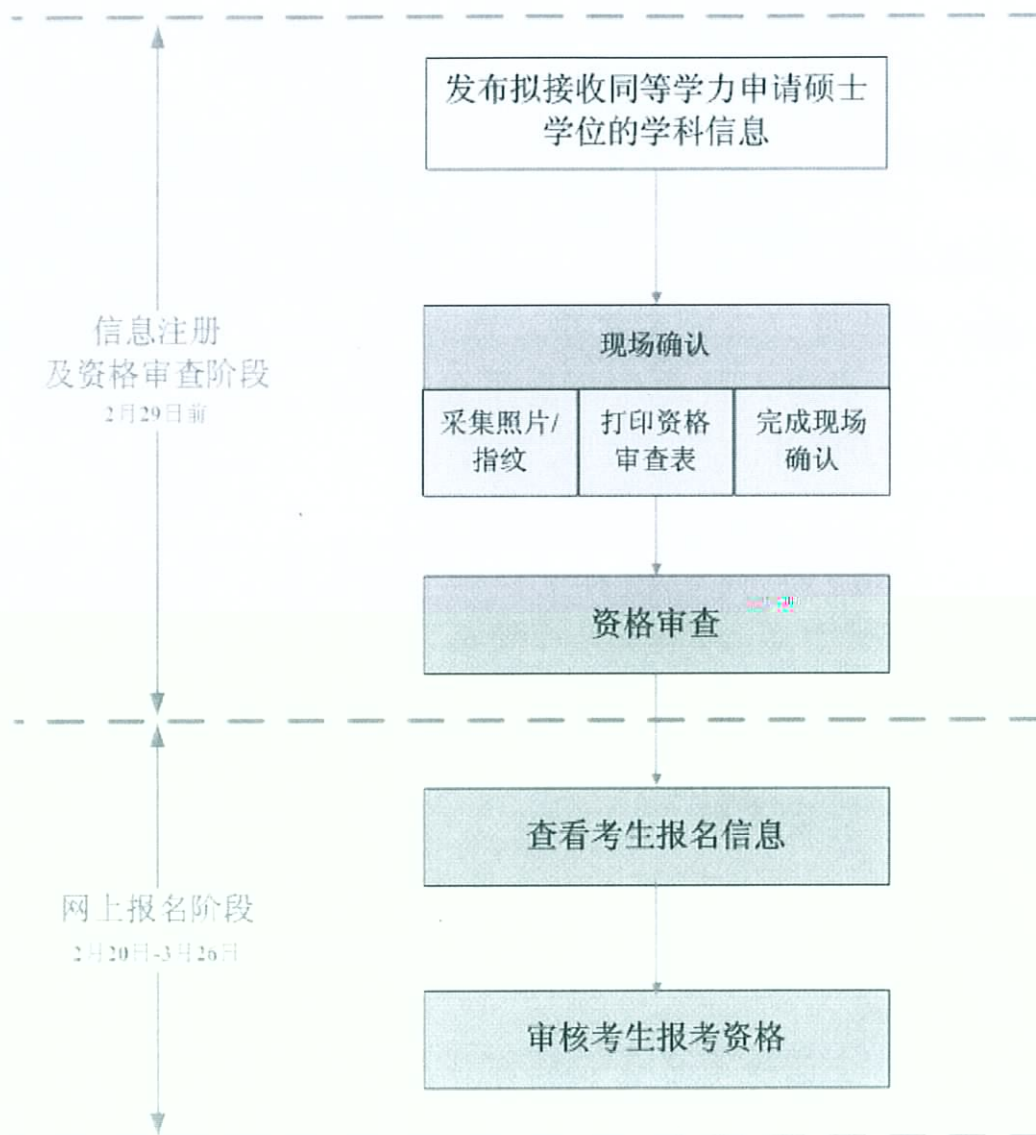 发布拟接收同等学力申请硕士
学位的学科信息
信息注册
及资格审查阶段
2月29日前
现场确认
采集照片/
指纹
打印资格
审查表
完成现场
确认
资格审查
查看考生报名信息
网上报名阶段
2月20日-3月26日
审核考生报考资格